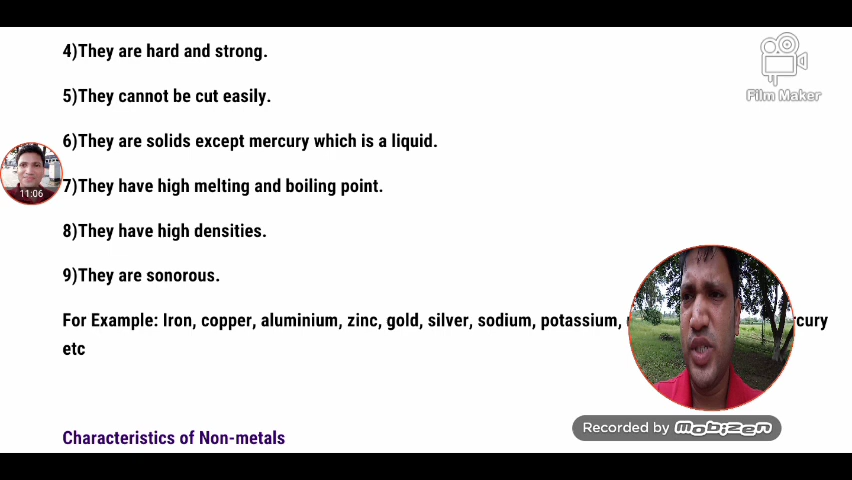 4)They are hard and strong.
Film Maker
5)They cannot be cut easily.
6)They are solids except mercury which is a liquid.
11:06
7)They have high melting and boiling point.
8)They have high densities.
9)They are sonorous.
For Example: Iron, copper, aluminium, zinc, gold, silver, sodium, potassium,
etc
Recorded by mobizen
Characteristics of Non-metals